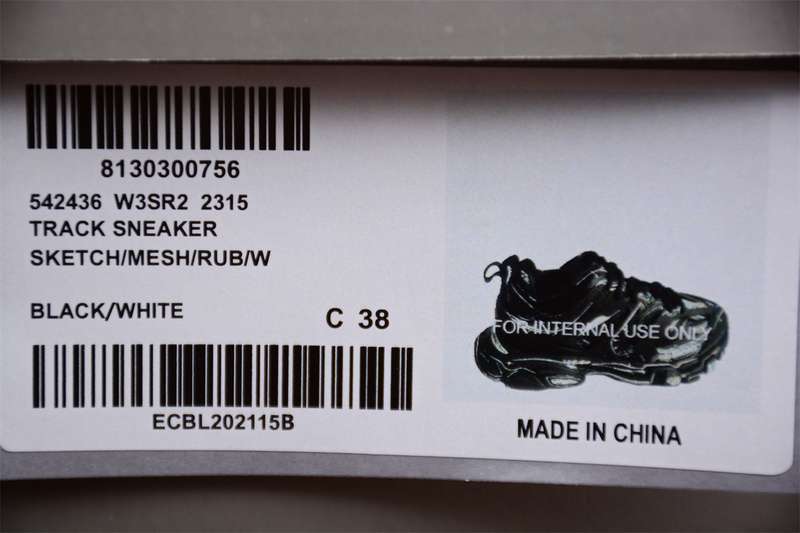 8130300756
542436 W3SR2 2315
TRACK SNEAKER
SKETCH/MESH/RUB/W
BLACK/WHITE
C 38
ECBL202115B
FOR INTERNAL USE ONLY
MADE IN CHINA